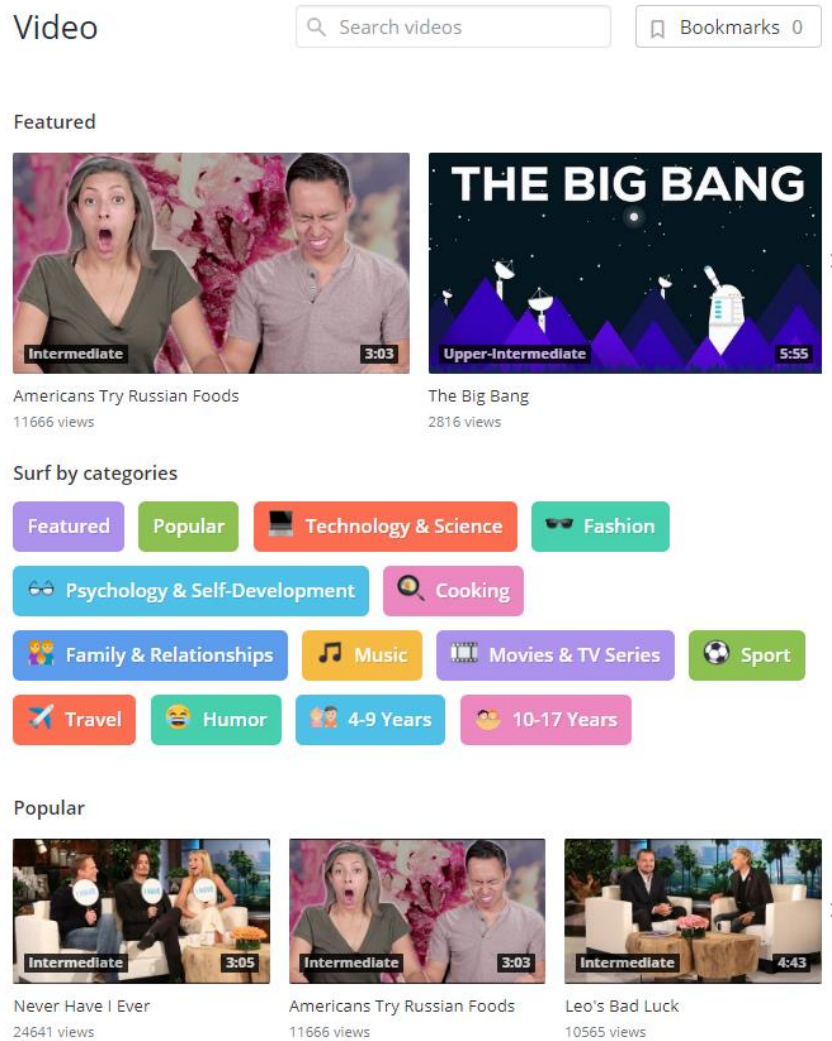 Video
Search videos
Bookmarks 0
Featured
THE BIG BANG
Intermediate 3:03
Upper-Intermediate 5:55
Americans Try Russian Foods
11666 views
The Big Bang
2816 views
Surf by categories
Featured Popular Technology & Science Fashion
Psychology & Self-Development Cooking
Family & Relationships Music Movies & TV Series Sport
Travel Humor 4-9 Years 10-17 Years
Popular
I HAVE I HAVE
Intermediate 3:05
Intermediate 3:03
Intermediate 4:43
Never Have I Ever
24641 views
Americans Try Russian Foods
11666 views
Leo's Bad Luck
10565 views